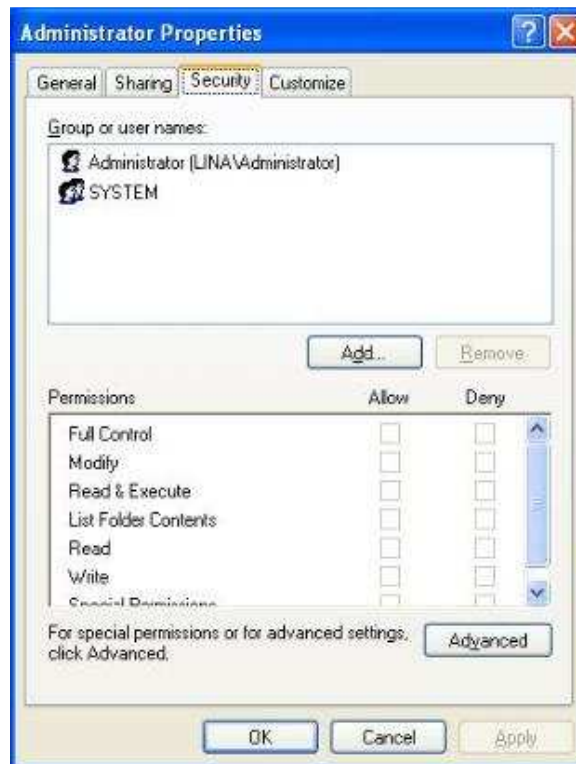 Administrator Properties
General Sharing Security Customize
Group or user names:
Administrator (LINA\Administrator)
SYSTEM
Add... Remove
Permissions Allow Deny
Full Control
Modify
Read & Execute
List Folder Contents
Read
Write
Special Permissions
For special permissions or for advanced settings, Advanced
click Advanced.
OK Cancel Apply